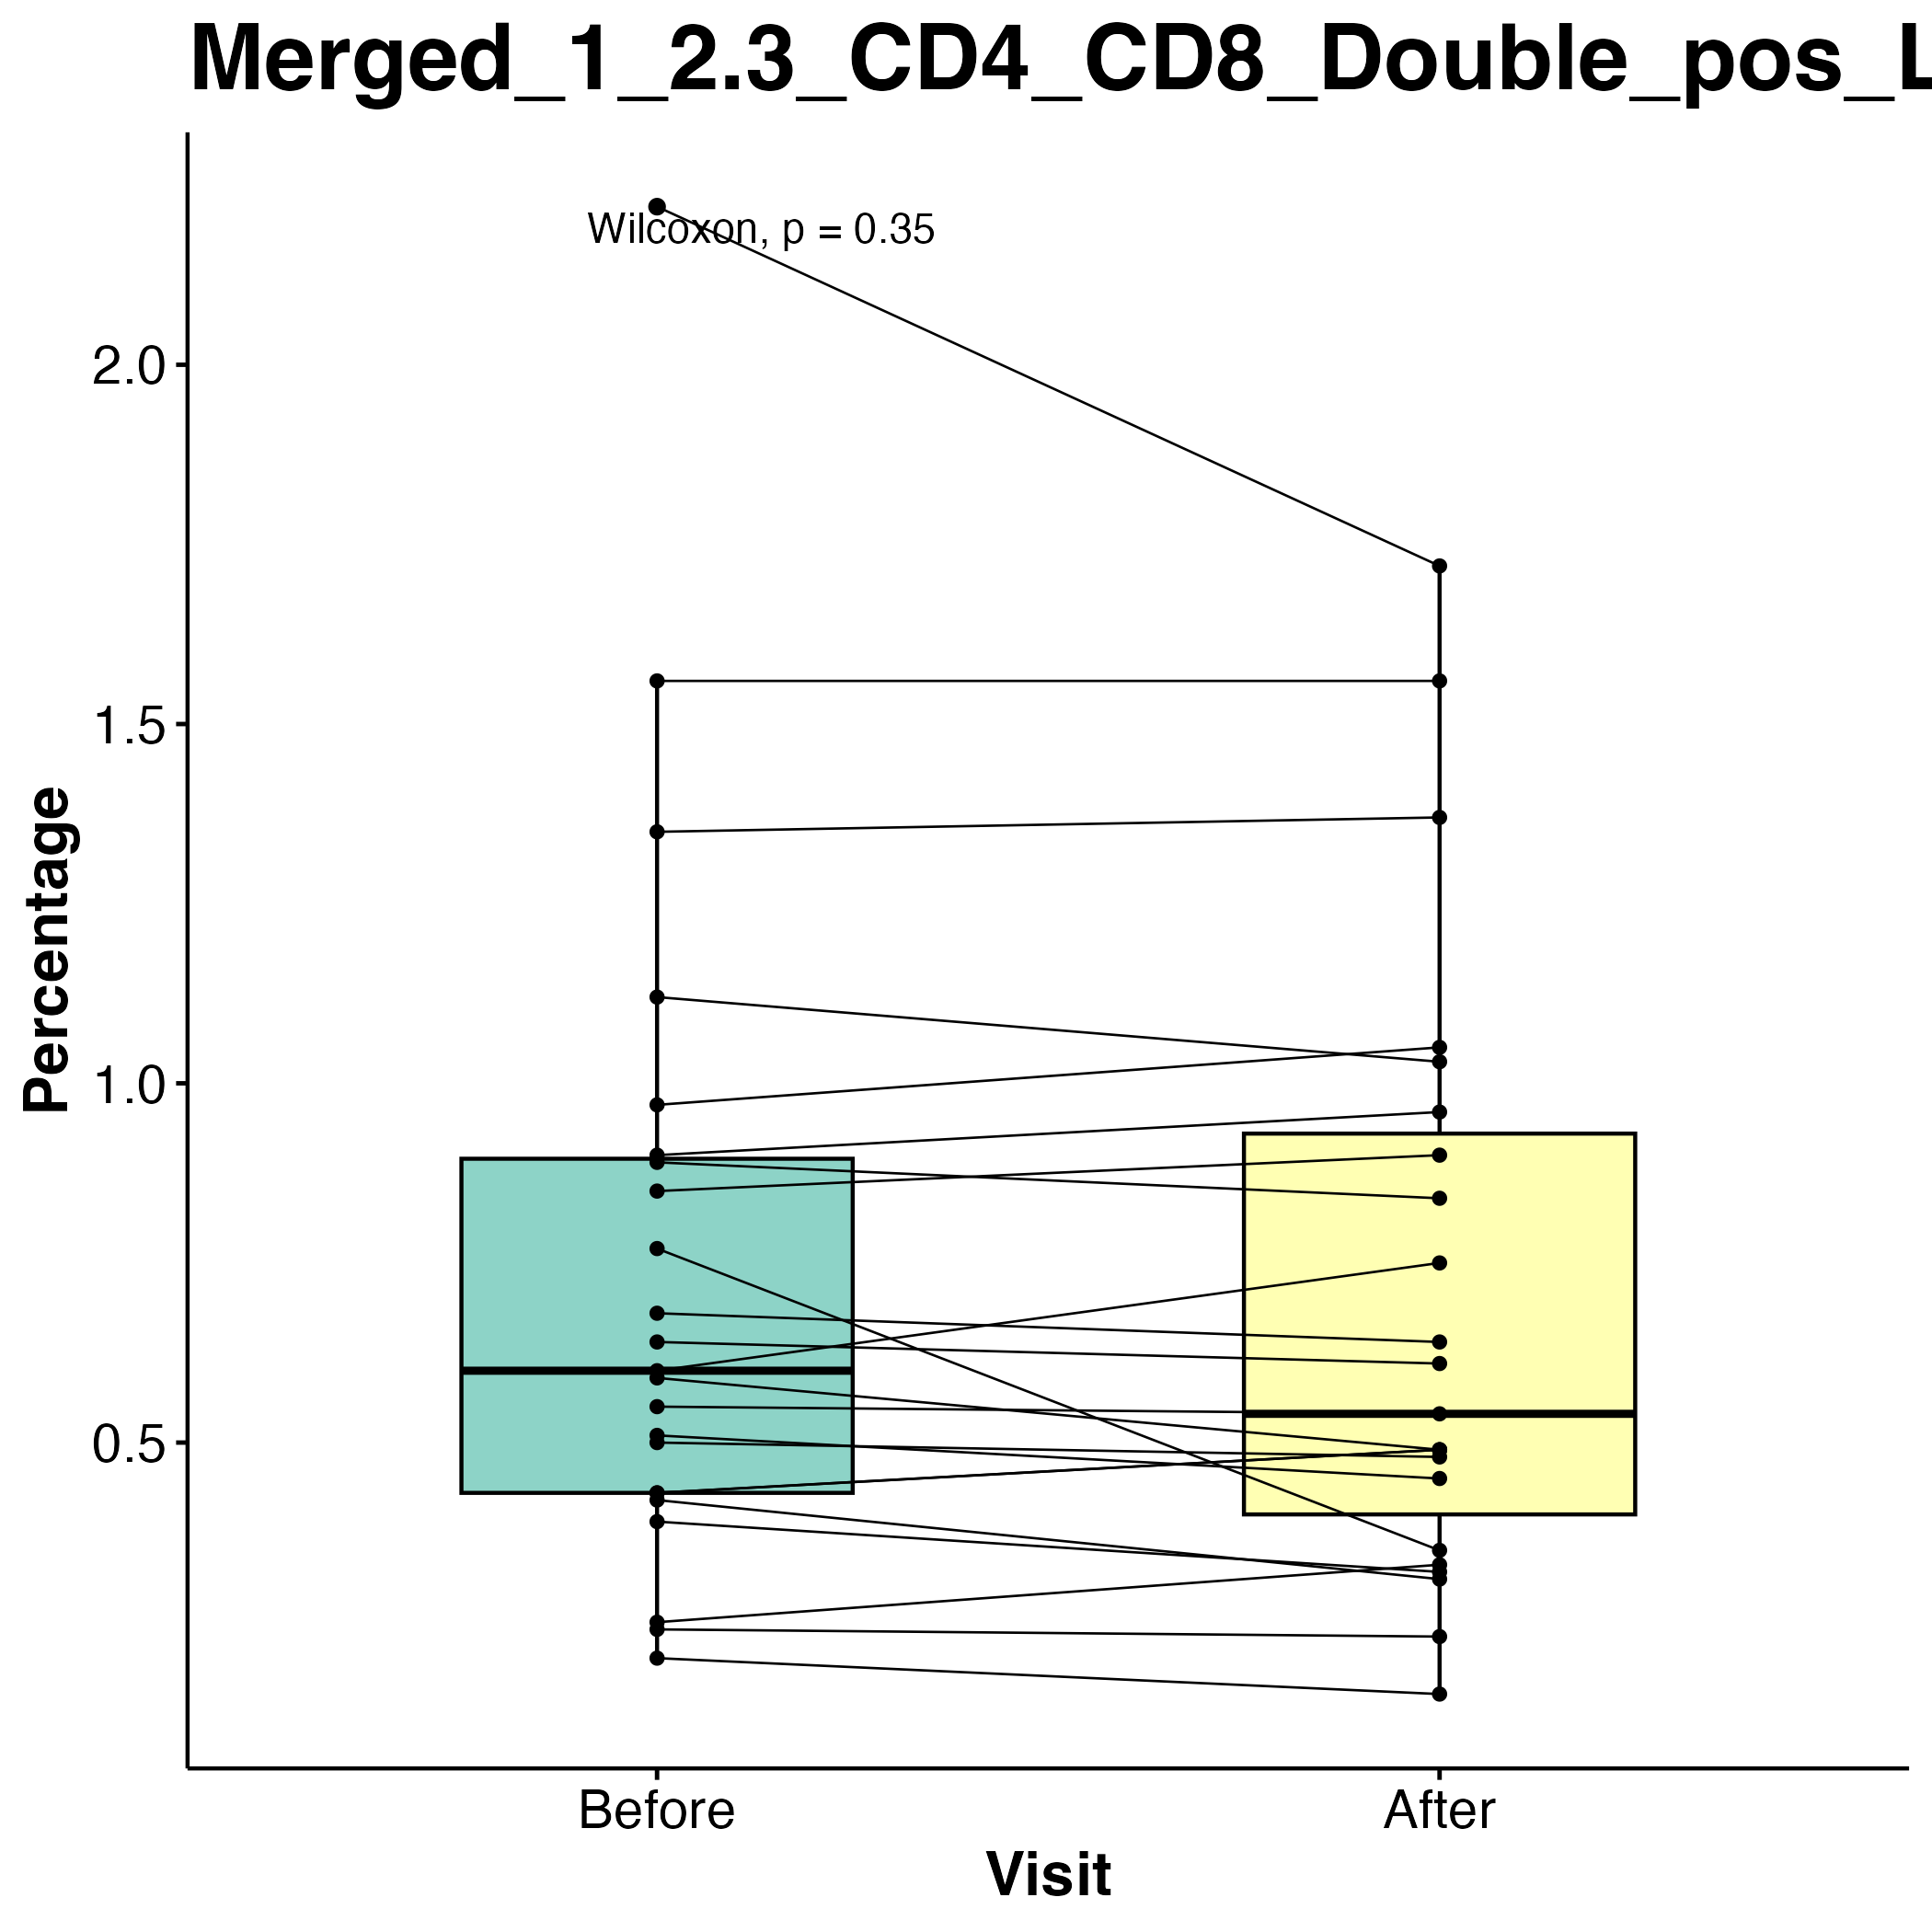 Merged_1_2.3_CD4_CD8_Double_pos_L
Wilcoxon, p = 0.35
2.0
1.5
1.0
0.5
Percentage
Before After
Visit